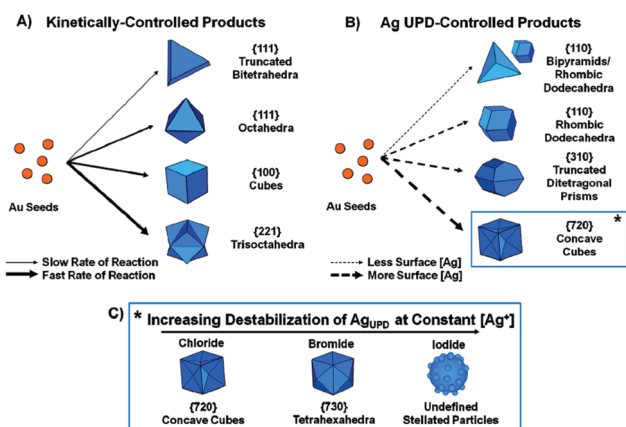 A) Kinetically-Controlled Products
{111}
Truncated
Bitetrahedra
{111}
Octahedra
{100}
Cubes
{221}
Trisoctahedra
Au Seeds
Slow Rate of Reaction
Fast Rate of Reaction
B) Ag UPD-Controlled Products
{110}
Bipyramids/
Rhombic
Dodecahedra
{110}
Rhombic
Dodecahedra
{310}
Truncated
Ditetragonal
Prisms
*
{720}
Concave
Cubes
Au Seeds
Less Surface [Ag]
More Surface [Ag]
C) * Increasing Destabilization of AgUPD at Constant [Ag⁺]
Chloride Bromide Iodide
{720} {730} Undefined
Concave Cubes Tetrahexahedra Stellated Particles